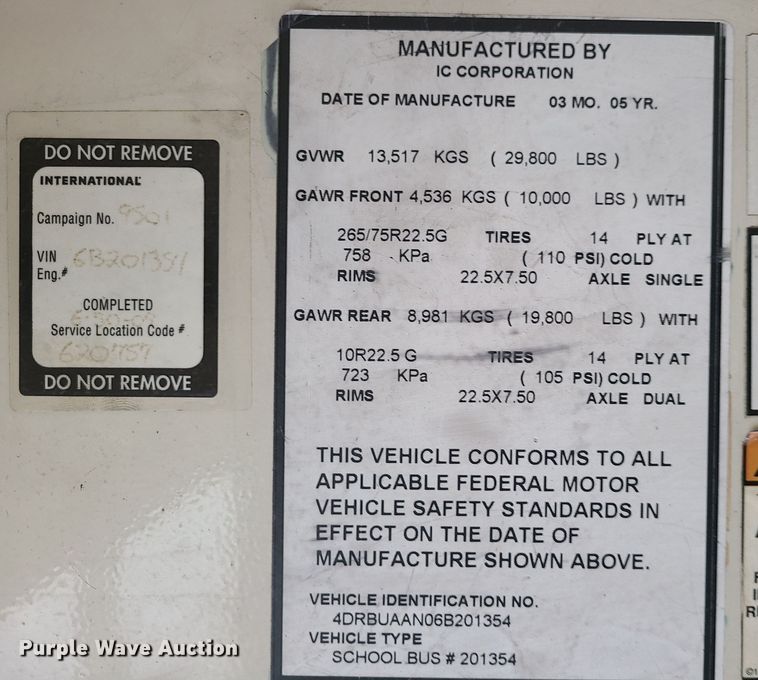 DO NOT REMOVE
INTERNATIONAL
Campaign No. 9501
VIN 6B201354
Eng.#
COMPLETED
Service Location Code #
620757
DO NOT REMOVE
MANUFACTURED BY
IC CORPORATION
DATE OF MANUFACTURE 03 MO. 05 YR.
GVWR 13,517 KGS ( 29,800 LBS )
GAWR FRONT 4,536 KGS ( 10,000 LBS ) WITH
265/75R22.5G TIRES 14 PLY AT
758 KPa ( 110 PSI) COLD
RIMS 22.5X7.50 AXLE SINGLE
GAWR REAR 8,981 KGS ( 19,800 LBS ) WITH
10R22.5 G TIRES 14 PLY AT
723 KPa ( 105 PSI) COLD
RIMS 22.5X7.50 AXLE DUAL
THIS VEHICLE CONFORMS TO ALL
APPLICABLE FEDERAL MOTOR
VEHICLE SAFETY STANDARDS IN
EFFECT ON THE DATE OF
MANUFACTURE SHOWN ABOVE.
VEHICLE IDENTIFICATION NO.
4DRBUAAN06B201354
VEHICLE TYPE
SCHOOL BUS # 201354
Purple Wave Auction